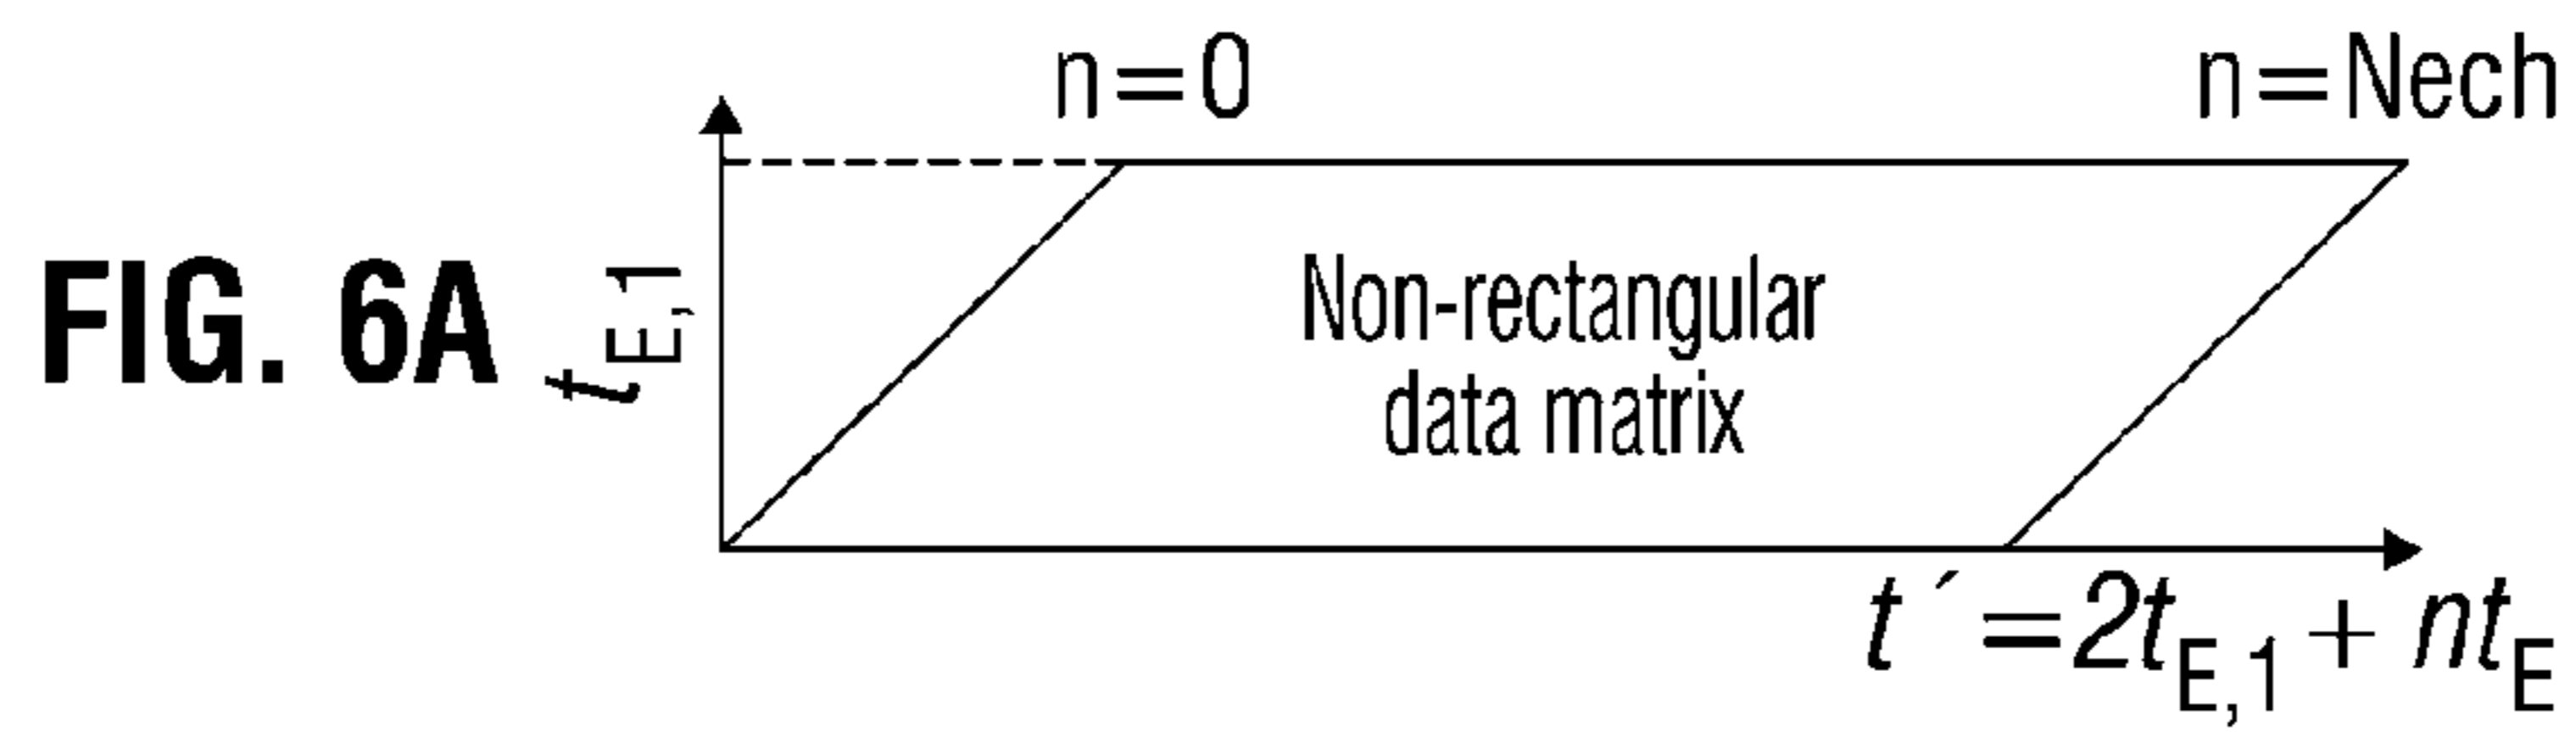 n=0
n=Nech
FIG. 6A
tE,1
Non-rectangular
data matrix
t´=2tE,1+ ntE